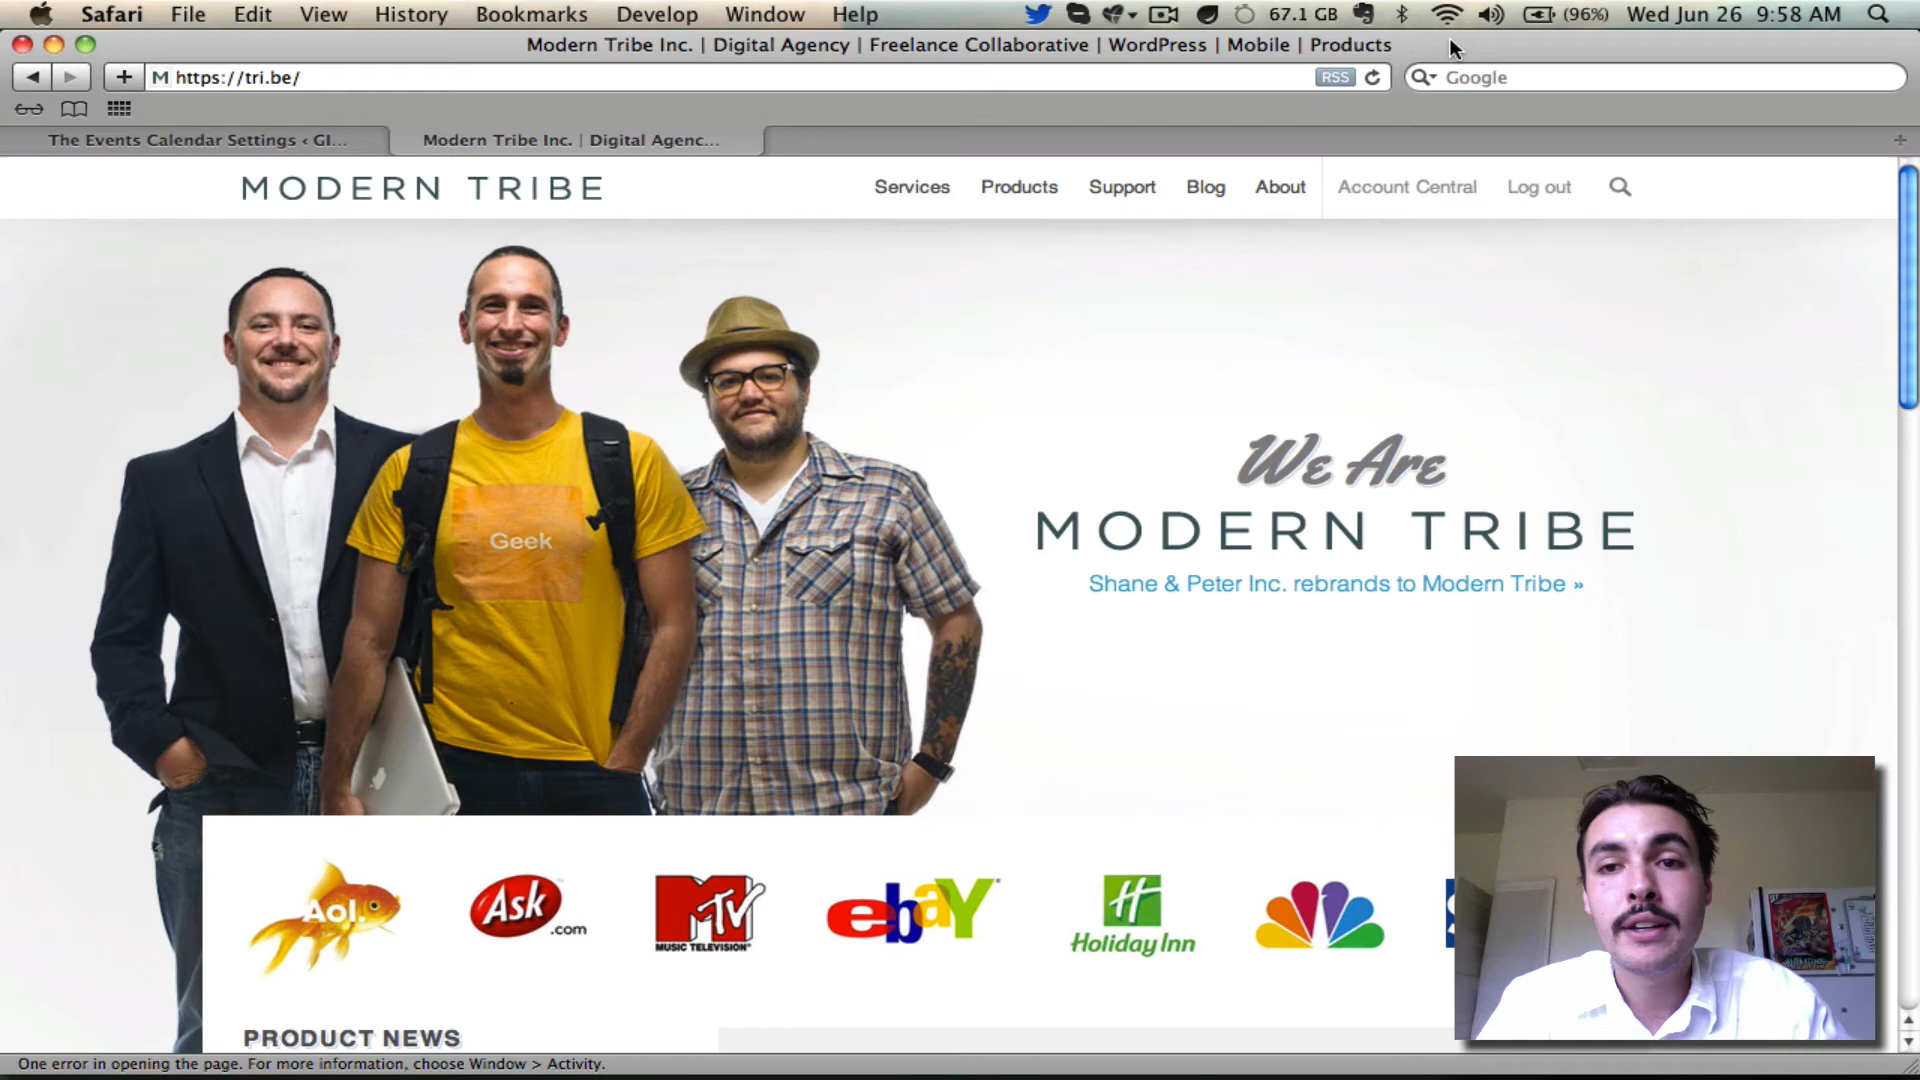 Safari File Edit View History Bookmarks Develop Window Help 67.1 GB (96%) Wed Jun 26 9:58 AM
Modern Tribe Inc. | Digital Agency | Freelance Collaborative | WordPress | Mobile | Products
M https://tri.be/ RSS Google
The Events Calendar Settings ‹ Gl... Modern Tribe Inc. | Digital Agenc...
MODERN TRIBE Services Products Support Blog About Account Central Log out
Geek
We Are
MODERN TRIBE
Shane & Peter Inc. rebrands to Modern Tribe »
Aol. Ask.com MTV MUSIC TELEVISION® ebay™ H Holiday Inn
PRODUCT NEWS
One error in opening the page. For more information, choose Window > Activity.